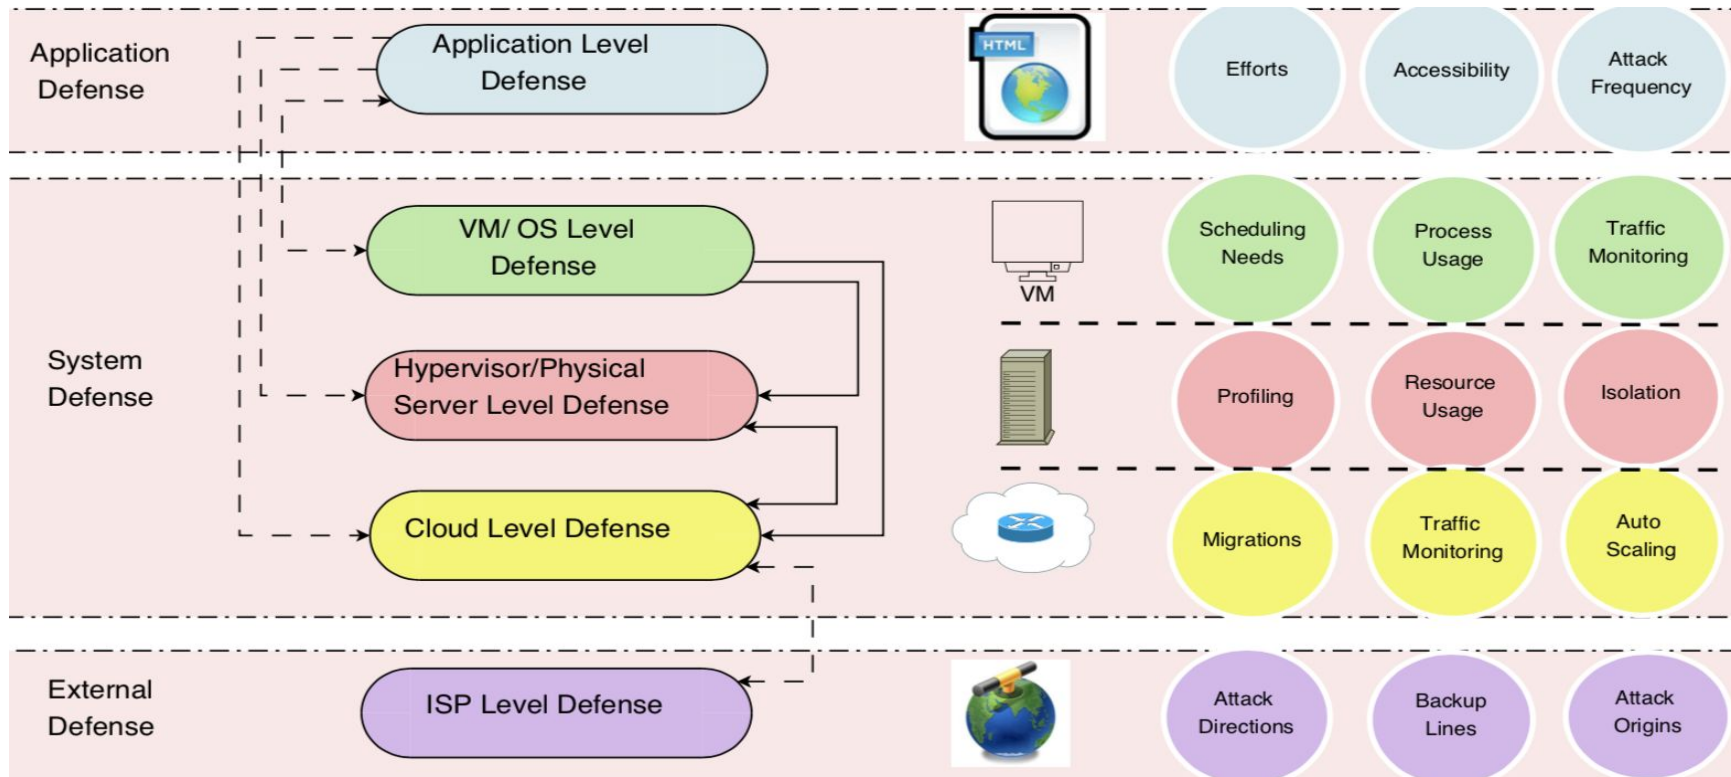 Application
Defense
Application Level
Defense
HTML
Efforts
Accessibility
Attack
Frequency
System
Defense
VM/ OS Level
Defense
VM
Scheduling
Needs
Process
Usage
Traffic
Monitoring
Hypervisor/Physical
Server Level Defense
Profiling
Resource
Usage
Isolation
Cloud Level Defense
Migrations
Traffic
Monitoring
Auto
Scaling
External
Defense
ISP Level Defense
Attack
Directions
Backup
Lines
Attack
Origins